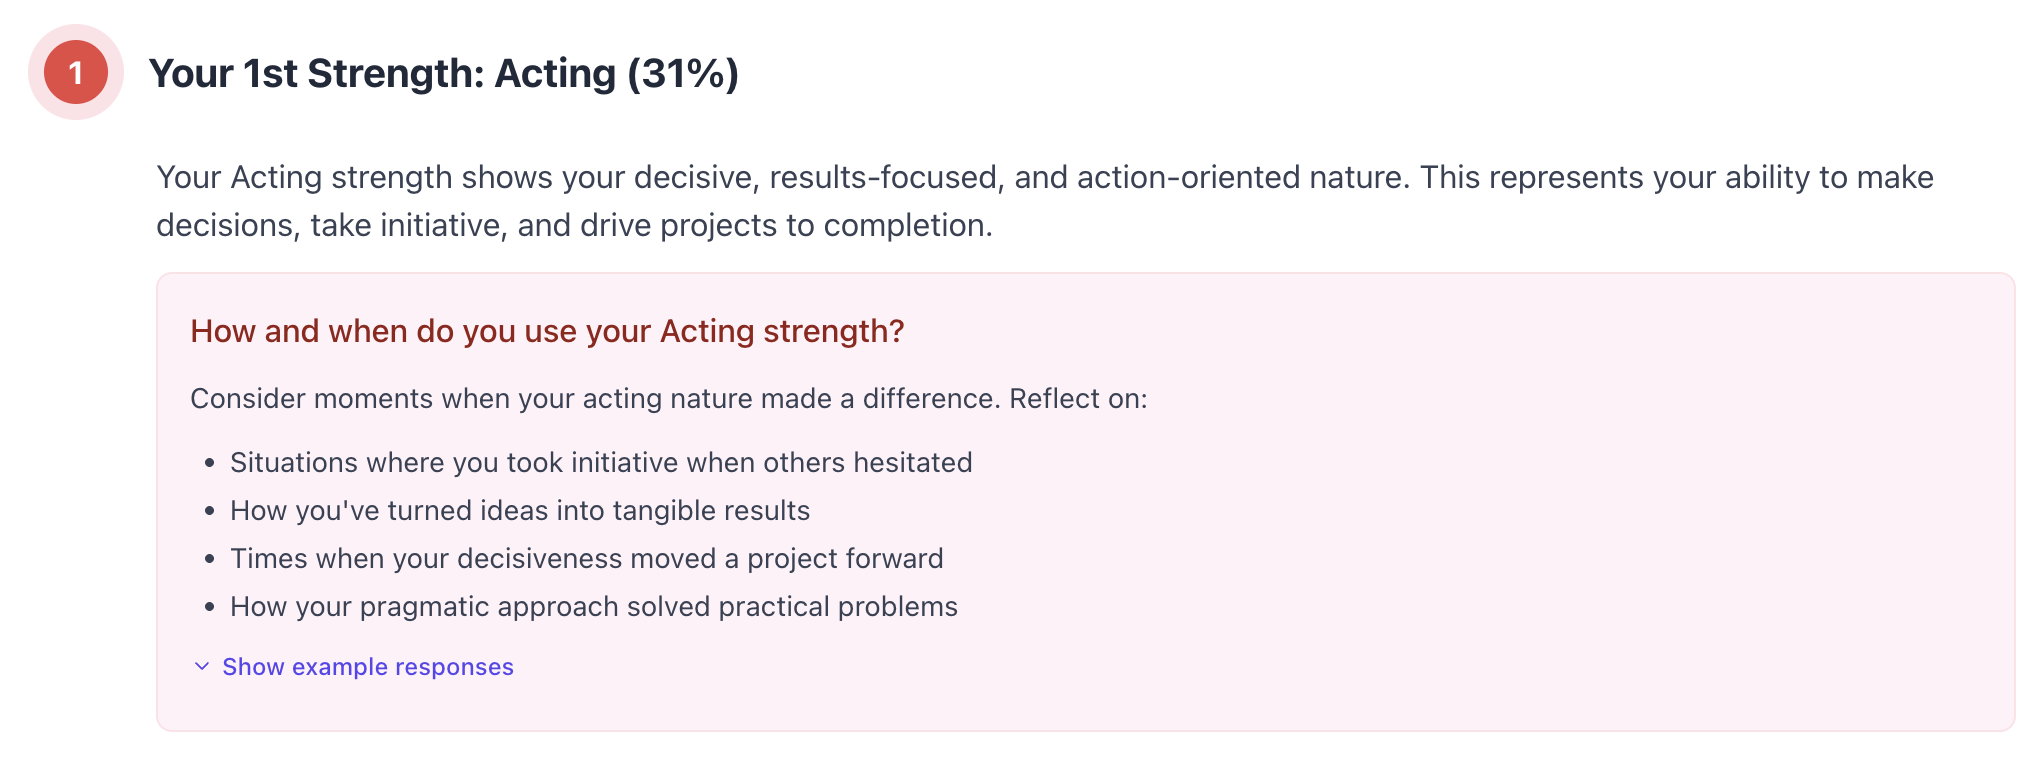 1
Your 1st Strength: Acting (31%)
Your Acting strength shows your decisive, results-focused, and action-oriented nature. This represents your ability to make
decisions, take initiative, and drive projects to completion.
How and when do you use your Acting strength?
Consider moments when your acting nature made a difference. Reflect on:
• Situations where you took initiative when others hesitated
• How you've turned ideas into tangible results
• Times when your decisiveness moved a project forward
• How your pragmatic approach solved practical problems
Show example responses